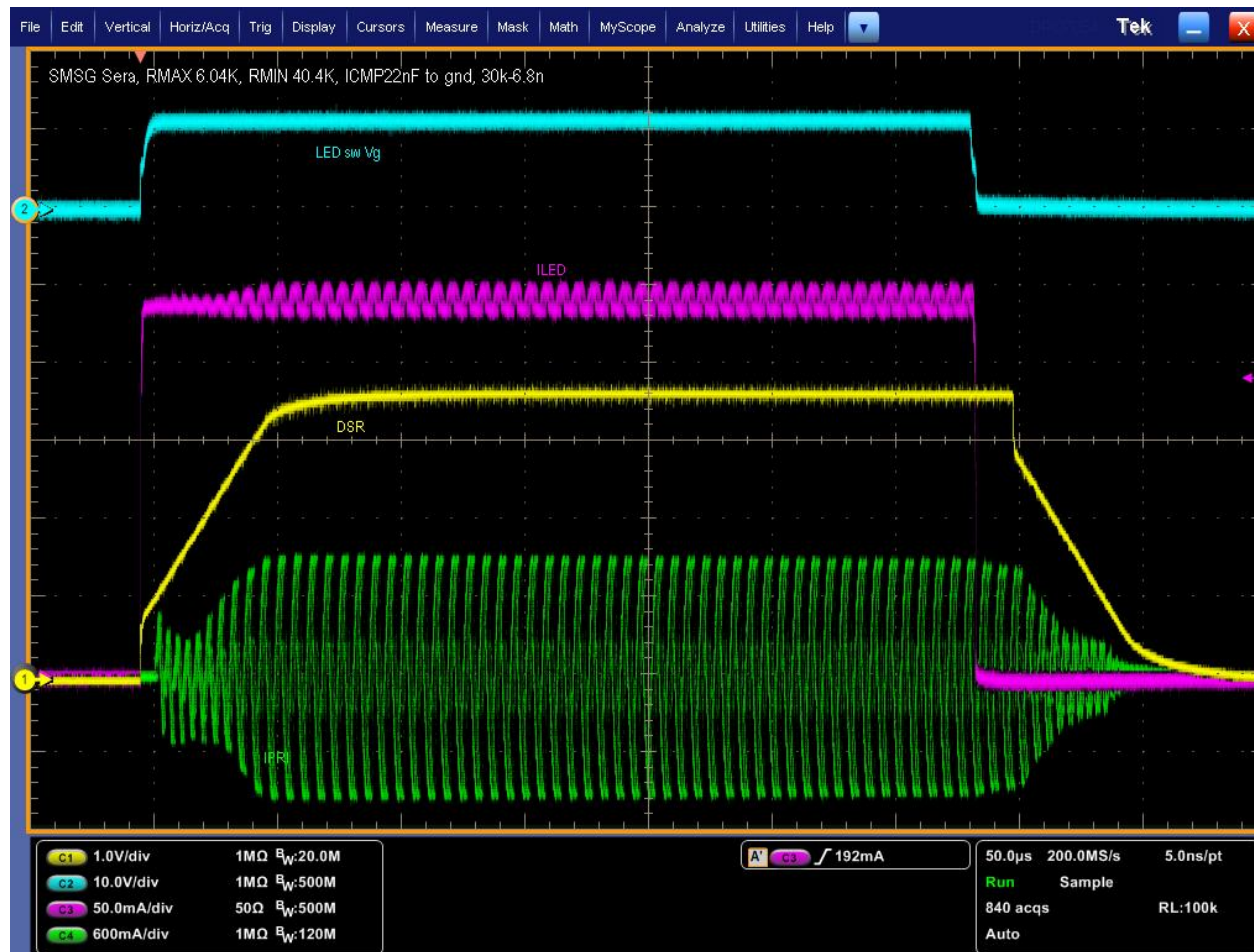 File Edit Vertical Horiz/Acq Trig Display Cursors Measure Mask Math MyScope Analyze Utilities Help Tek X
SMSG Sera, RMAX 6.04K, RMIN 40.4K, ICMP22nF to gnd, 30k-6.8n
LED sw Vg
2
ILED
DSR
1
IPRI
C1 1.0V/div 1MΩ BW:20.0M
C2 10.0V/div 1MΩ BW:500M
C3 50.0mA/div 50Ω BW:500M
C4 600mA/div 1MΩ BW:120M
A' C3 192mA
50.0µs 200.0MS/s 5.0ns/pt
Run Sample
840 acqs RL:100k
Auto